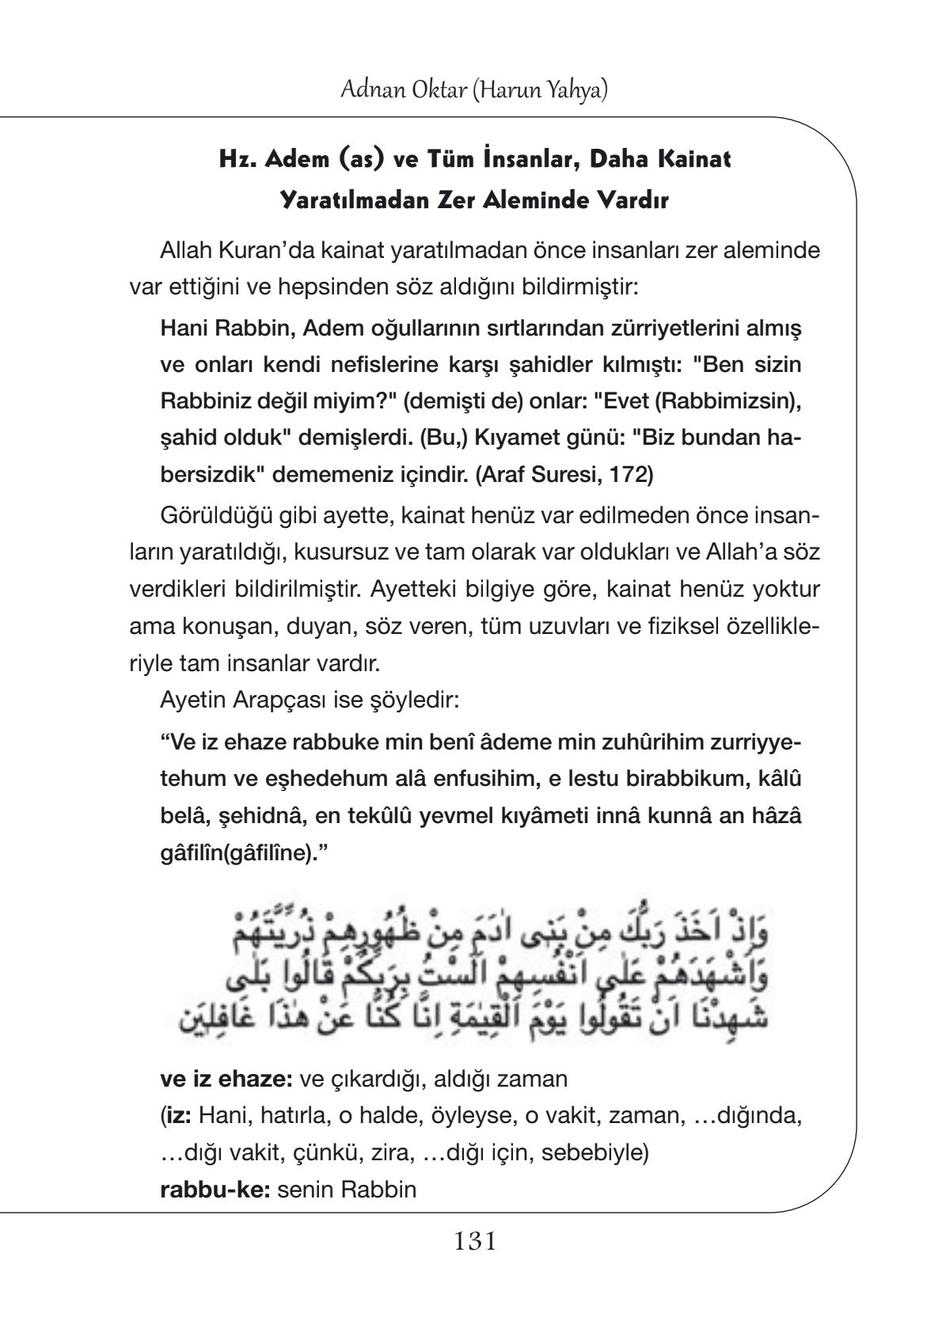 Adnan Oktar (Harun Yahya)
Hz. Adem (as) ve Tüm İnsanlar, Daha Kainat
Yaratılmadan Zer Aleminde Vardır
Allah Kuran’da kainat yaratılmadan önce insanları zer aleminde
var ettiğini ve hepsinden söz aldığını bildirmiştir:
Hani Rabbin, Adem oğullarının sırtlarından zürriyetlerini almış
ve onları kendi nefislerine karşı şahidler kılmıştı: "Ben sizin
Rabbiniz değil miyim?" (demişti de) onlar: "Evet (Rabbimizsin),
şahid olduk" demişlerdi. (Bu,) Kıyamet günü: "Biz bundan ha-
bersizdik" dememeniz içindir. (Araf Suresi, 172)
Görüldüğü gibi ayette, kainat henüz var edilmeden önce insan-
ların yaratıldığı, kusursuz ve tam olarak var oldukları ve Allah’a söz
verdikleri bildirilmiştir. Ayetteki bilgiye göre, kainat henüz yoktur
ama konuşan, duyan, söz veren, tüm uzuvları ve fiziksel özellikle-
riyle tam insanlar vardır.
Ayetin Arapçası ise şöyledir:
“Ve iz ehaze rabbuke min benî âdeme min zuhûrihim zurriyye-
tehum ve eşhedehum alâ enfusihim, e lestu birabbikum, kâlû
belâ, şehidnâ, en tekûlû yevmel kıyâmeti innâ kunnâ an hâzâ
gâfilîn(gâfilîne).”
وَاِذْ اَخَذَ رَبُّكَ مِنْ بَنِى اٰدَمَ مِنْ ظُهُورِهِمْ ذُرِّيَّتَهُمْ
وَاَشْهَدَهُمْ عَلٰى اَنْفُسِهِمْ اَلَسْتُ بِرَبِّكُمْ قَالُوا بَلٰى
شَهِدْنَا اَنْ تَقُولُوا يَوْمَ الْقِيٰمَةِ اِنَّا كُنَّا عَنْ هٰذَا غَافِلِينَ
ve iz ehaze: ve çıkardığı, aldığı zaman
(iz: Hani, hatırla, o halde, öyleyse, o vakit, zaman, …dığında,
…dığı vakit, çünkü, zira, …dığı için, sebebiyle)
rabbu-ke: senin Rabbin
131